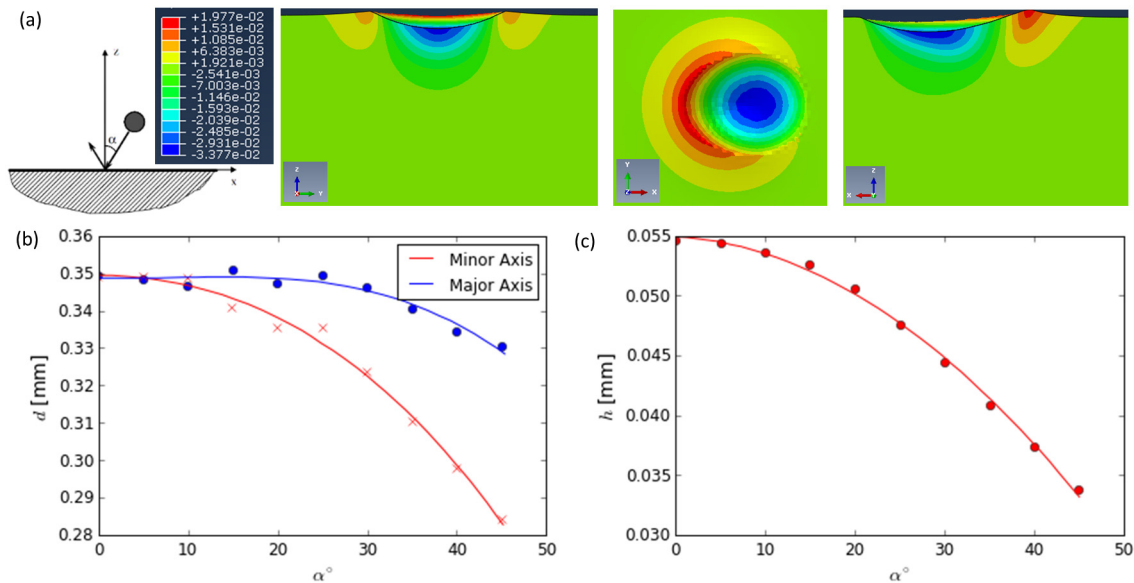 (a)
z
α
x
+1.977e-02
+1.531e-02
+1.085e-02
+6.383e-03
+1.921e-03
-2.541e-03
-7.003e-03
-1.146e-02
-1.593e-02
-2.039e-02
-2.485e-02
-2.931e-02
-3.377e-02
Z
X
Y
Y
Z
X
Z
X
Y
(b)
0.36
0.35
0.34
0.33
0.32
0.31
0.30
0.29
0.28
d [mm]
Minor Axis
Major Axis
0 10 20 30 40 50
α°
(c)
0.055
0.050
0.045
0.040
0.035
0.030
h [mm]
0 10 20 30 40 50
α°